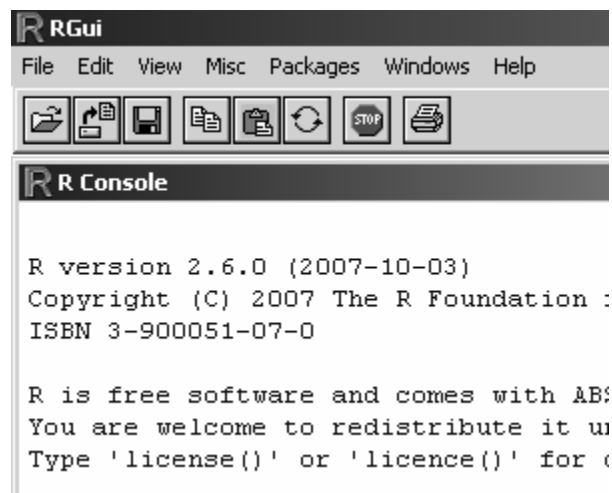 RGui
File Edit View Misc Packages Windows Help
STOP
R Console
R version 2.6.0 (2007-10-03)
Copyright (C) 2007 The R Foundation
ISBN 3-900051-07-0
R is free software and comes with
You are welcome to redistribute it
Type 'license()' or 'licence()' for